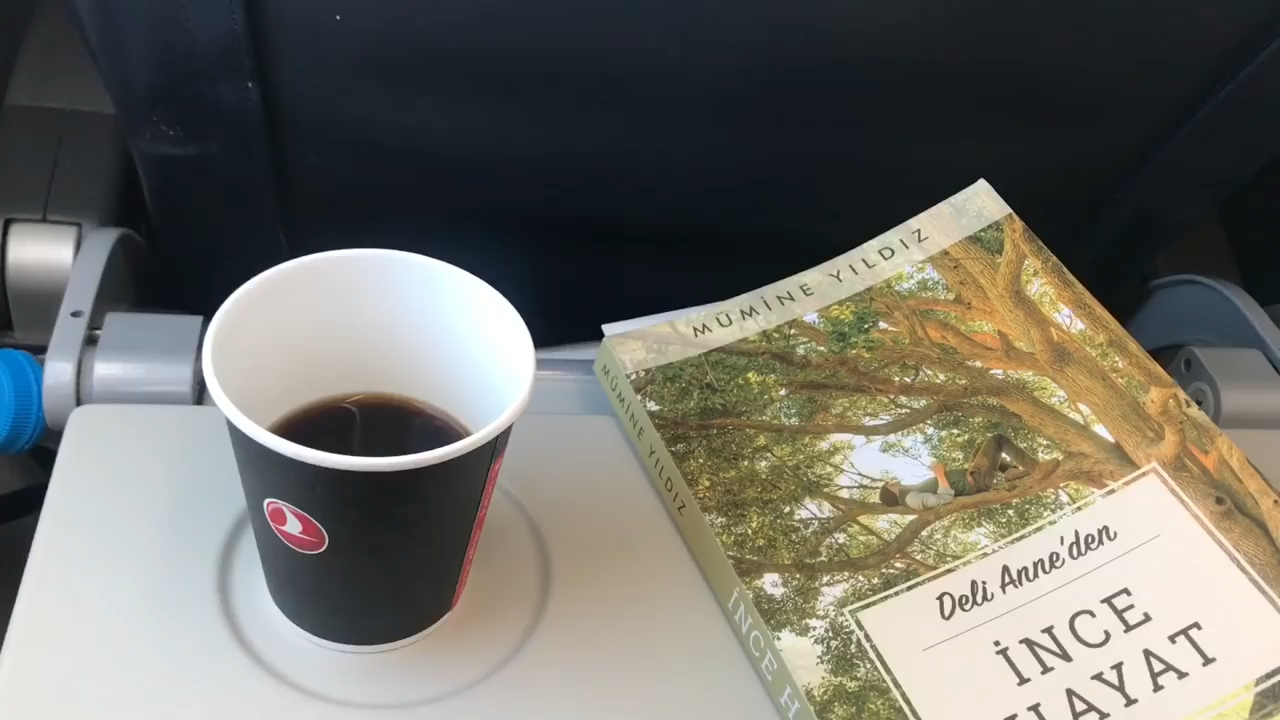 MÜMİNE YILDIZ
MÜMİNE YILDIZ
Deli Anne'den
İNCE
HAYAT
İNCE H